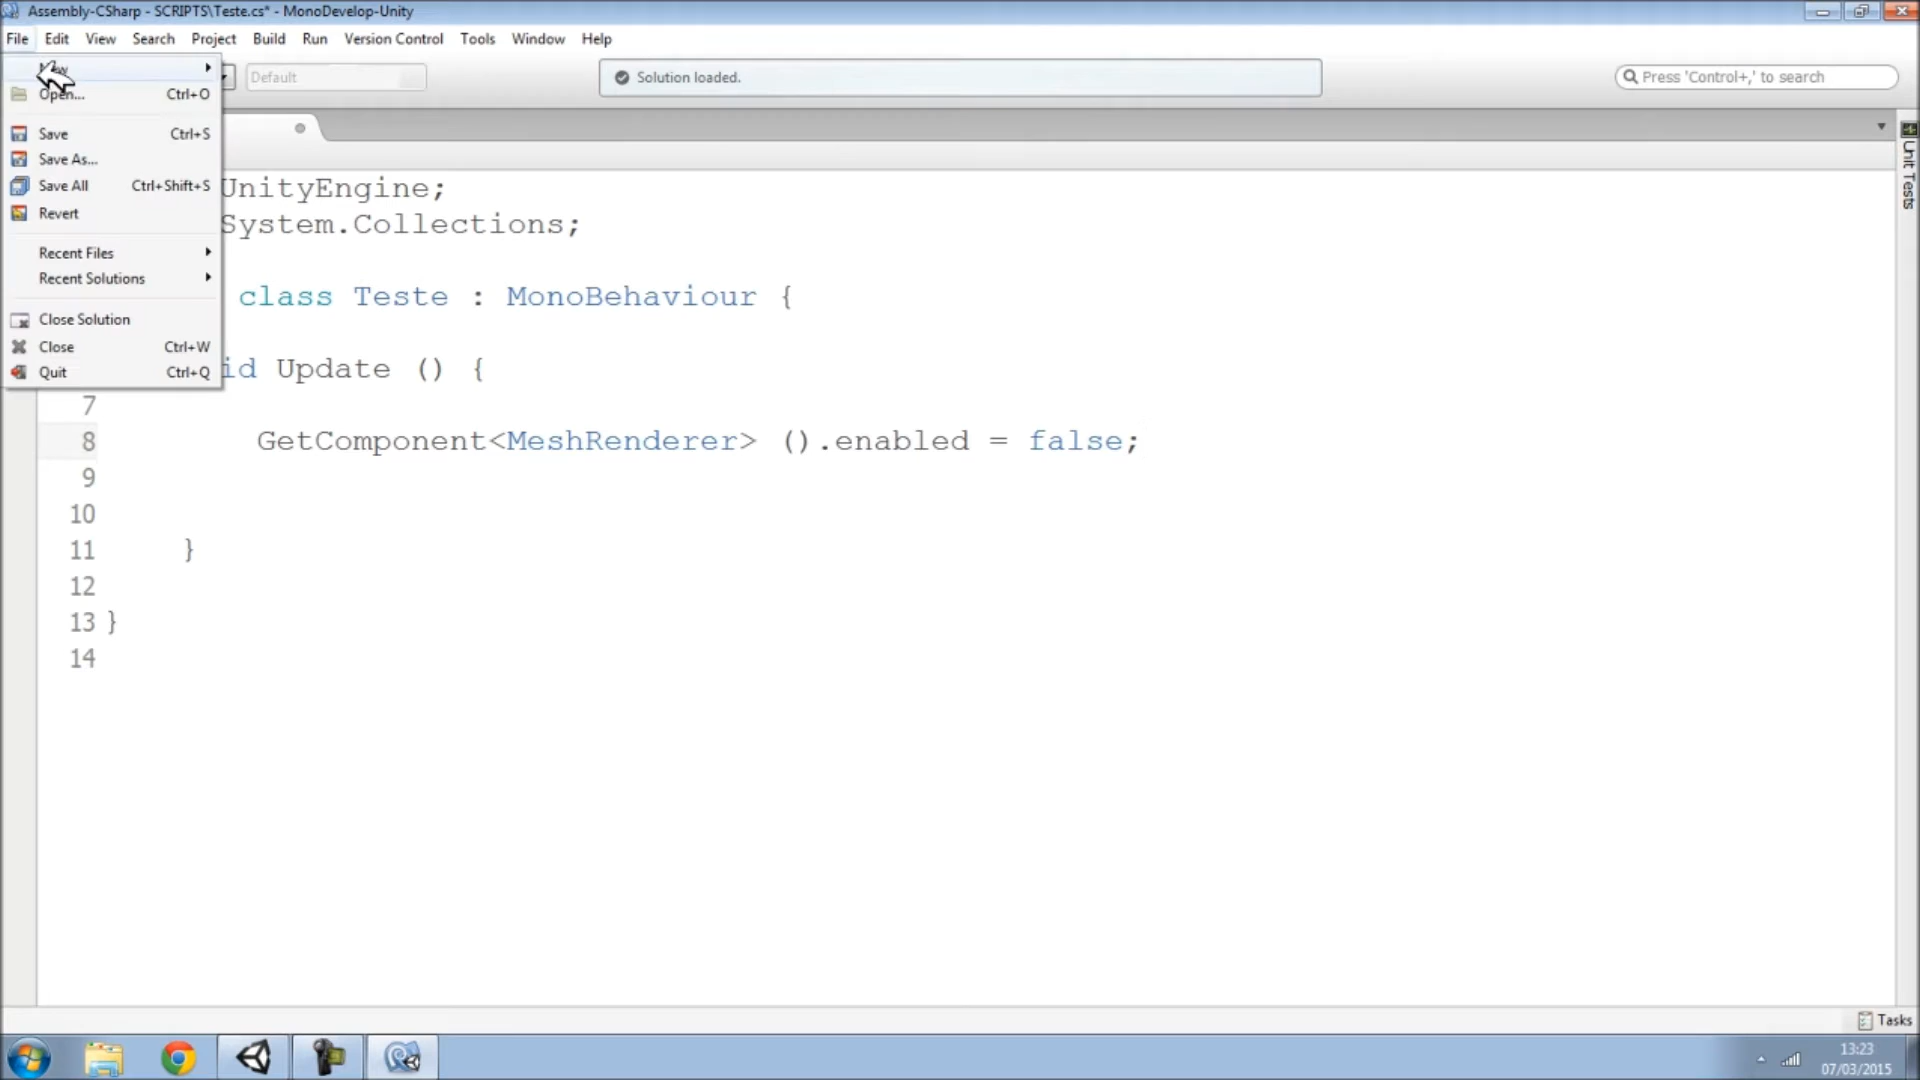 Assembly-CSharp - SCRIPTS\Teste.cs* - MonoDevelop-Unity
File Edit View Search Project Build Run Version Control Tools Window Help
Default
Solution loaded.
Press 'Control+,' to search
Open... Ctrl+O
Save Ctrl+S
Save As...
Save All Ctrl+Shift+S
Revert
Recent Files
Recent Solutions
Close Solution
Close Ctrl+W
Quit Ctrl+Q
Unit Tests
UnityEngine;
System.Collections;
class Teste : MonoBehaviour {
id Update () {
7
8 GetComponent<MeshRenderer> ().enabled = false;
9
10
11 }
12
13 }
14
Tasks
13:23
07/03/2015